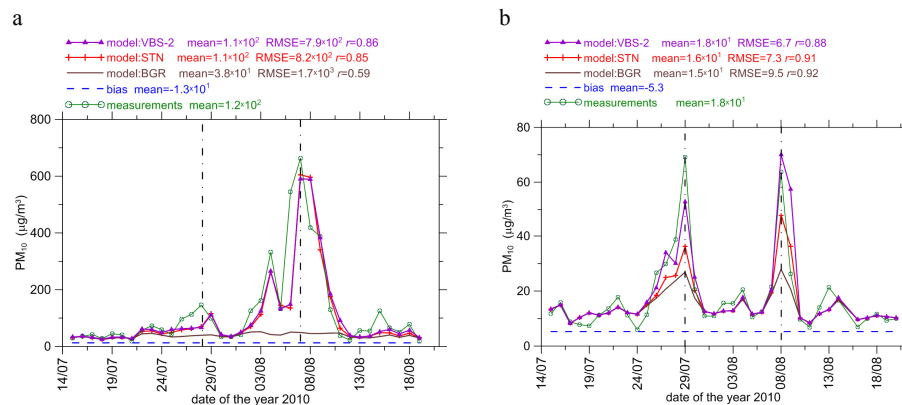 a
model:VBS-2 mean=1.1×10² RMSE=7.9×10² r=0.86
model:STN mean=1.1×10² RMSE=8.2×10² r=0.85
model:BGR mean=3.8×10¹ RMSE=1.7×10³ r=0.59
bias mean=-1.3×10¹
measurements mean=1.2×10²
800
600
400
200
0
PM₁₀ (μg/m³)
14/07 19/07 24/07 29/07 03/08 08/08 13/08 18/08
date of the year 2010
b
model:VBS-2 mean=1.8×10¹ RMSE=6.7 r=0.88
model:STN mean=1.6×10¹ RMSE=7.3 r=0.91
model:BGR mean=1.5×10¹ RMSE=9.5 r=0.92
bias mean=-5.3
measurements mean=1.8×10¹
80
60
40
20
0
PM₁₀ (μg/m³)
14/07 19/07 24/07 29/07 03/08 08/08 13/08 18/08
date of the year 2010